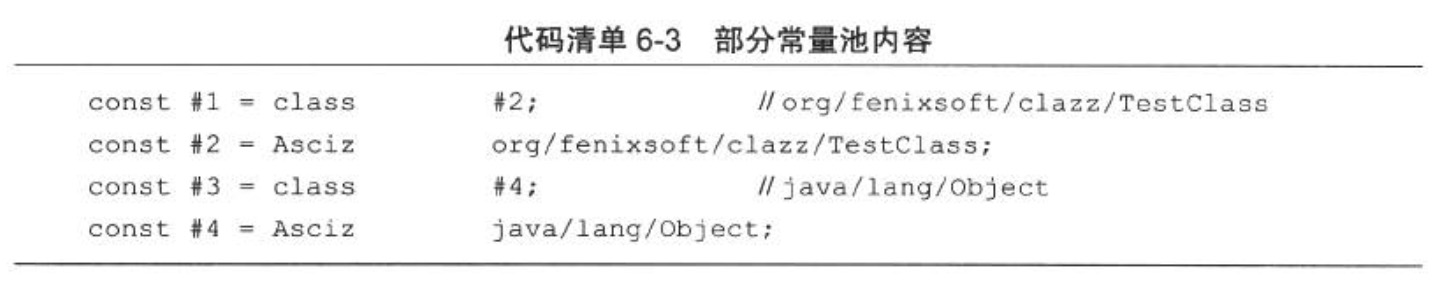 代码清单 6-3 部分常量池内容
const #1 = class #2; //org/fenixsoft/clazz/TestClass
const #2 = Asciz org/fenixsoft/clazz/TestClass;
const #3 = class #4; //java/lang/Object
const #4 = Asciz java/lang/Object;